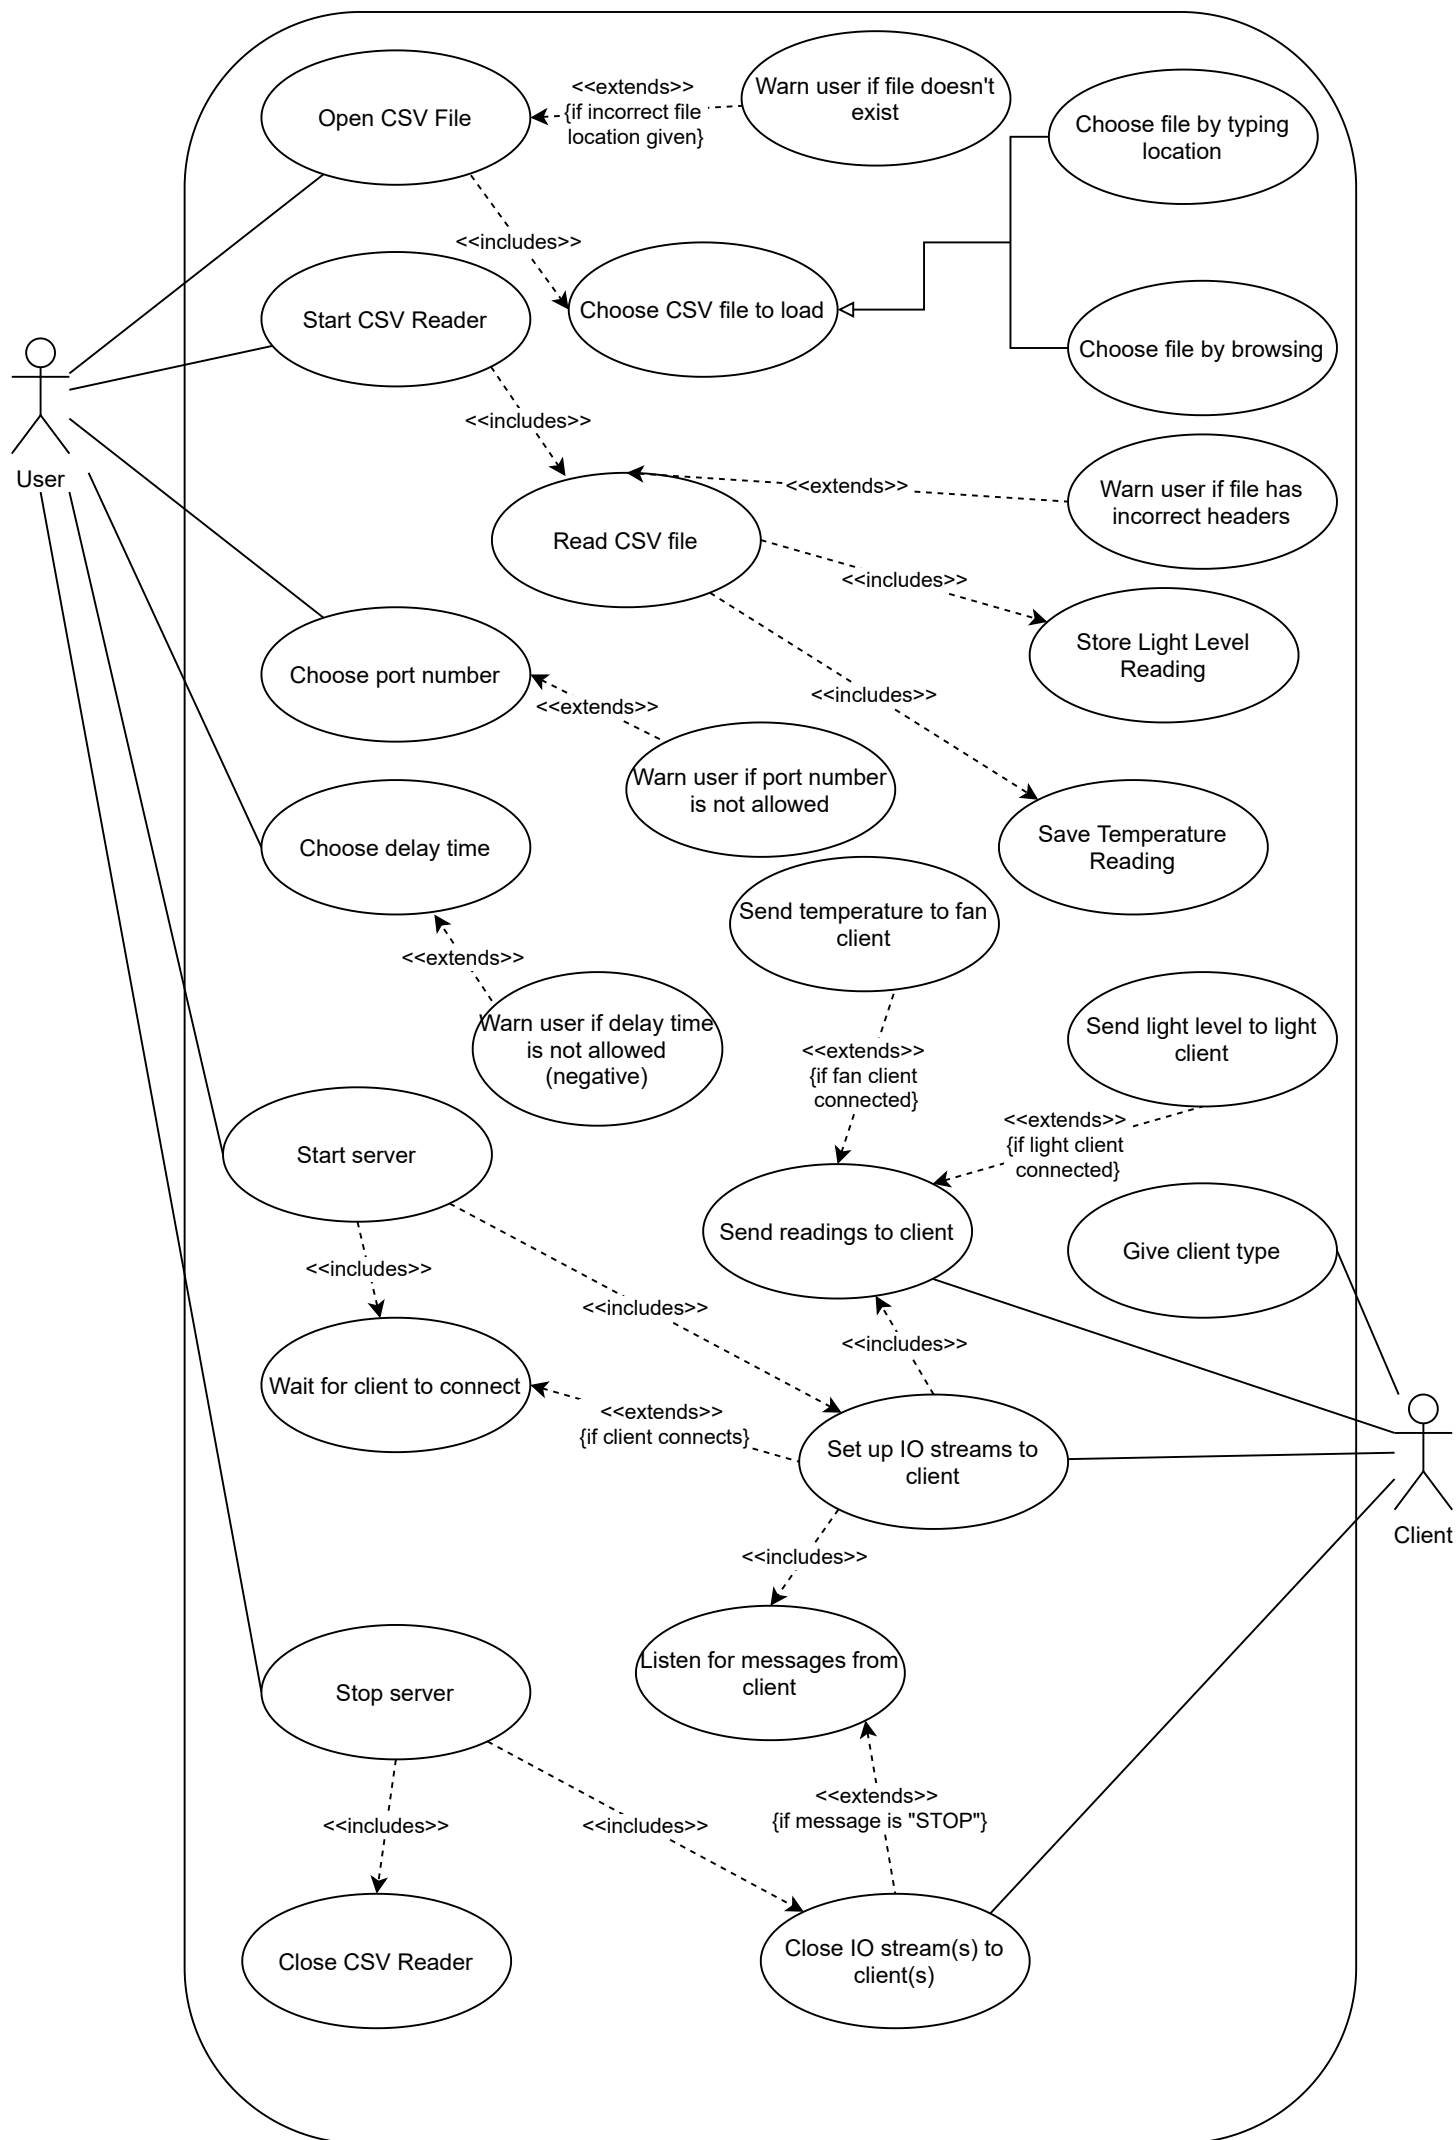 Open CSV File
<<extends>>
{if incorrect file
location given}
Warn user if file doesn't
exist
Choose file by typing
location
<<includes>>
Start CSV Reader
Choose CSV file to load
Choose file by browsing
User
<<includes>>
<<extends>>
Warn user if file has
incorrect headers
Read CSV file
<<includes>>
Store Light Level
Reading
Choose port number
<<extends>>
<<includes>>
Warn user if port number
is not allowed
Choose delay time
Save Temperature
Reading
Send temperature to fan
client
<<extends>>
Warn user if delay time
is not allowed
(negative)
<<extends>>
{if fan client
connected}
Send light level to light
client
<<extends>>
{if light client
connected}
Start server
Send readings to client
Give client type
<<includes>>
<<includes>>
<<includes>>
Wait for client to connect
<<extends>>
{if client connects}
Set up IO streams to
client
Client
<<includes>>
Listen for messages from
client
Stop server
<<extends>>
{if message is "STOP"}
<<includes>>
<<includes>>
Close CSV Reader
Close IO stream(s) to
client(s)